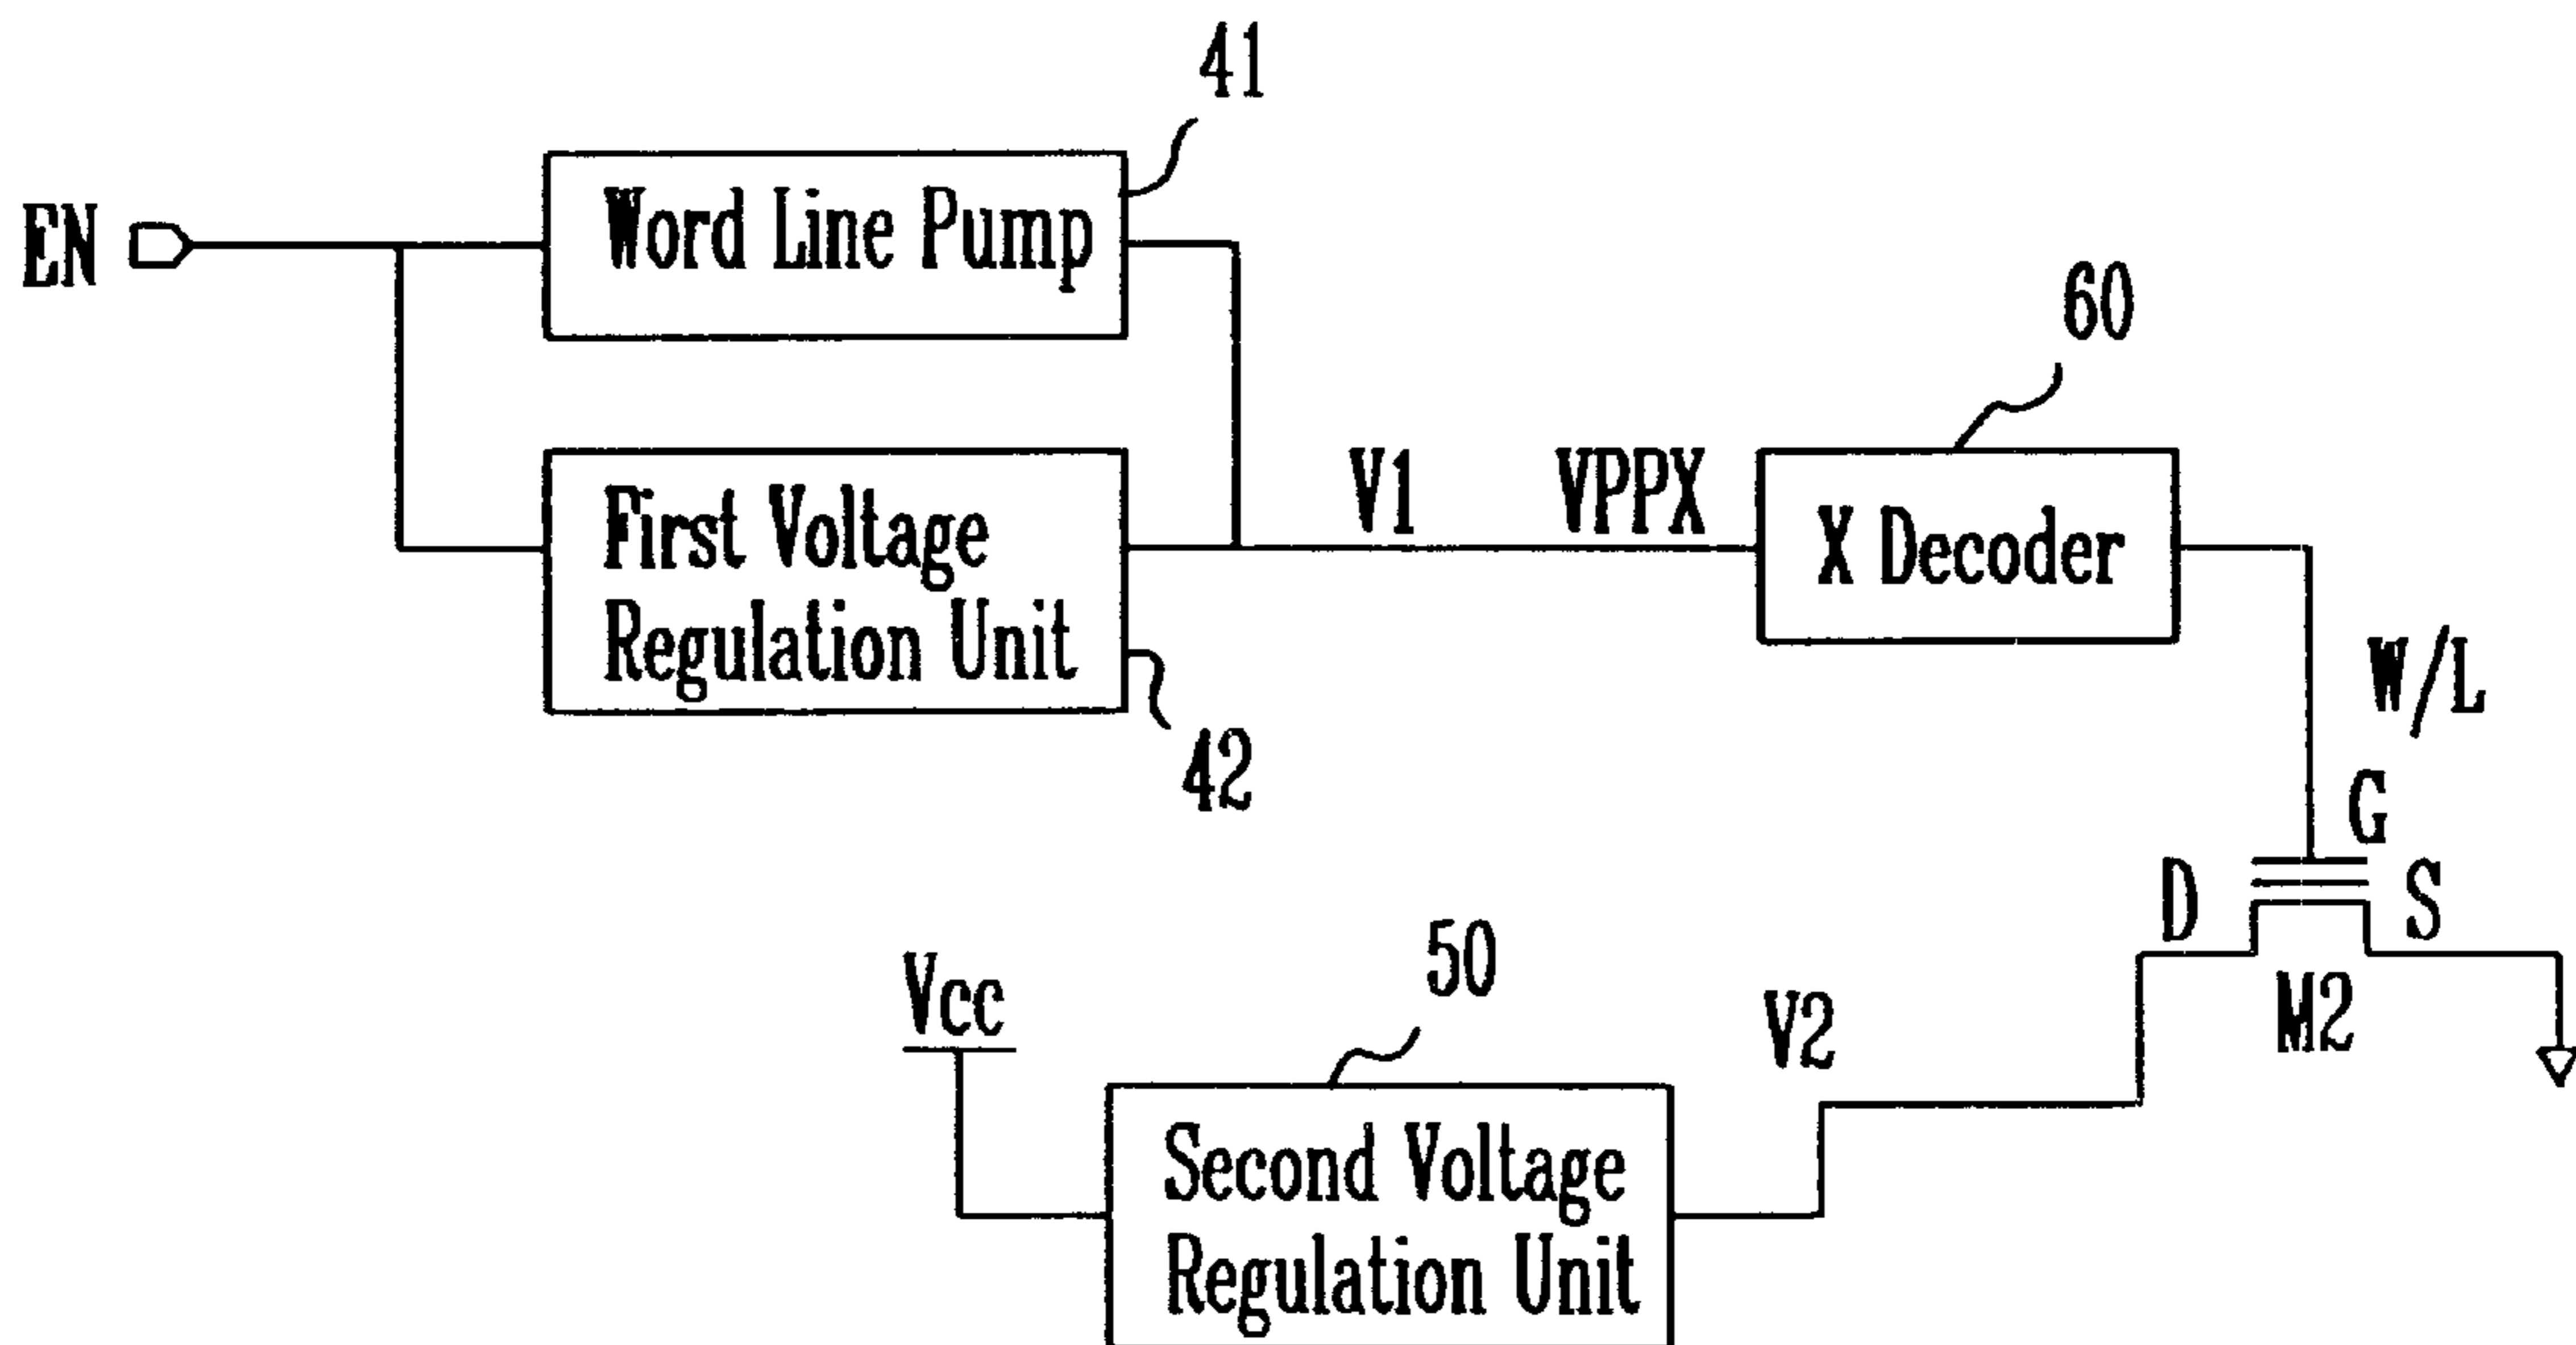 41
EN
Word Line Pump
60
First Voltage
Regulation Unit
V1
VPPX
X Decoder
42
W/L
G
D
S
M2
Vcc
50
V2
Second Voltage
Regulation Unit